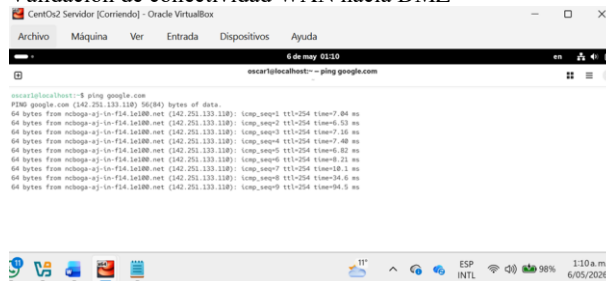 Validación de conectividad WAN hacia DMZ
CentOs2 Servidor [Corriendo] - Oracle VirtualBox
Archivo Máquina Ver Entrada Dispositivos Ayuda
6 de may 01:10
en
oscar1@localhost:~ — ping google.com
oscar1@localhost:~$ ping google.com
PING google.com (142.251.133.110) 56(84) bytes of data.
64 bytes from ncboga-aj-in-f14.1e100.net (142.251.133.110): icmp_seq=1 ttl=254 time=7.04 ms
64 bytes from ncboga-aj-in-f14.1e100.net (142.251.133.110): icmp_seq=2 ttl=254 time=6.53 ms
64 bytes from ncboga-aj-in-f14.1e100.net (142.251.133.110): icmp_seq=3 ttl=254 time=7.16 ms
64 bytes from ncboga-aj-in-f14.1e100.net (142.251.133.110): icmp_seq=4 ttl=254 time=7.40 ms
64 bytes from ncboga-aj-in-f14.1e100.net (142.251.133.110): icmp_seq=5 ttl=254 time=6.82 ms
64 bytes from ncboga-aj-in-f14.1e100.net (142.251.133.110): icmp_seq=6 ttl=254 time=8.21 ms
64 bytes from ncboga-aj-in-f14.1e100.net (142.251.133.110): icmp_seq=7 ttl=254 time=10.1 ms
64 bytes from ncboga-aj-in-f14.1e100.net (142.251.133.110): icmp_seq=8 ttl=254 time=34.6 ms
64 bytes from ncboga-aj-in-f14.1e100.net (142.251.133.110): icmp_seq=9 ttl=254 time=94.5 ms
11°
ESP
INTL
98%
1:10 a.m
6/05/2026